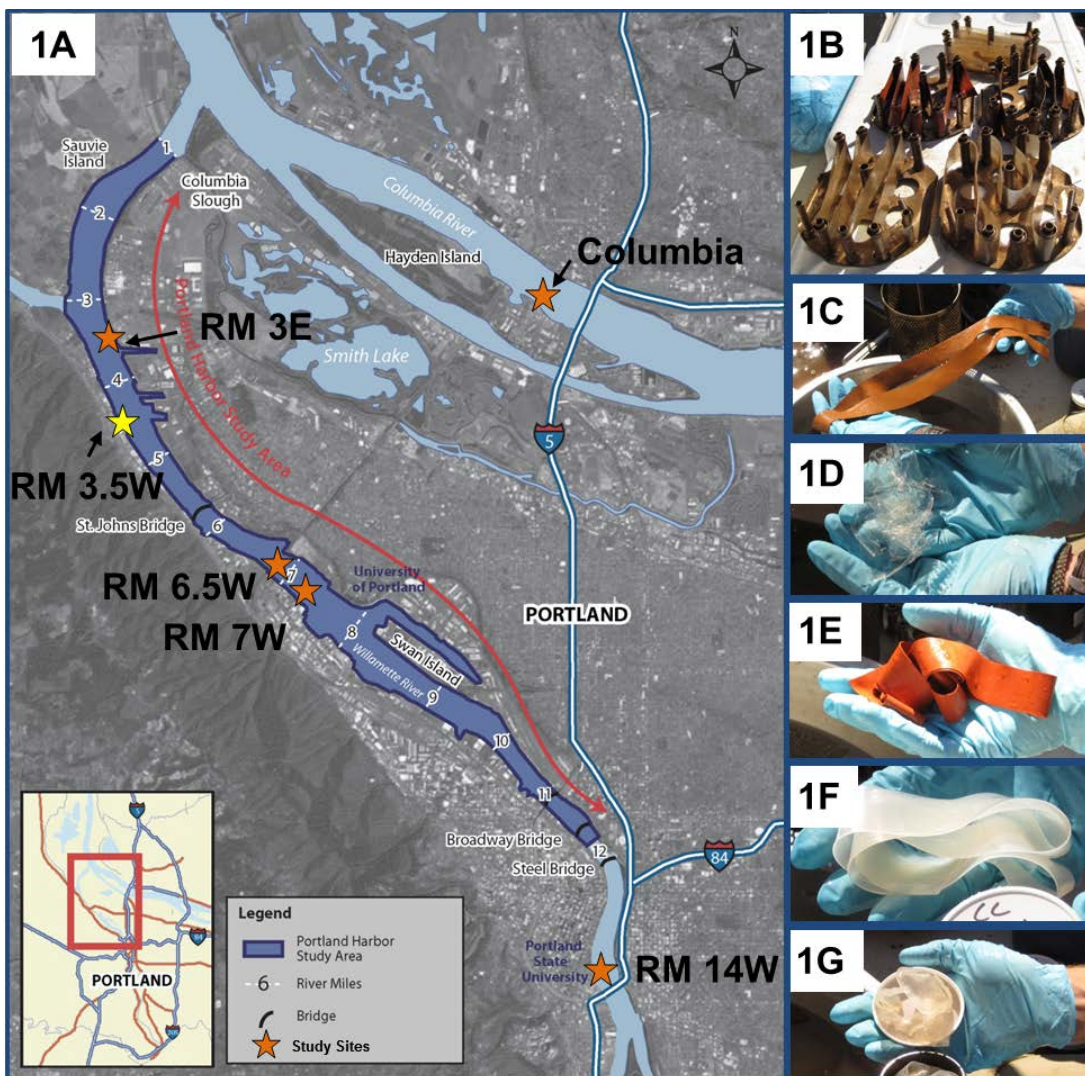 1A
N
1
Sauvie
Island
Columbia
Slough
2
Columbia River
Hayden Island
Columbia
3
RM 3E
Smith Lake
4
Portland Harbor Study Area
5
RM 3.5W
5
St. Johns Bridge
6
RM 6.5W
7
University
of Portland
RM 7W
PORTLAND
8
Swan Island
Willamette River
9
10
11
Broadway Bridge
12
Steel Bridge
84
Portland
State
University
RM 14W
5
84
PORTLAND
Legend
Portland Harbor
Study Area
6
River Miles
Bridge
Study Sites
1B
1C
1D
1E
1F
1G